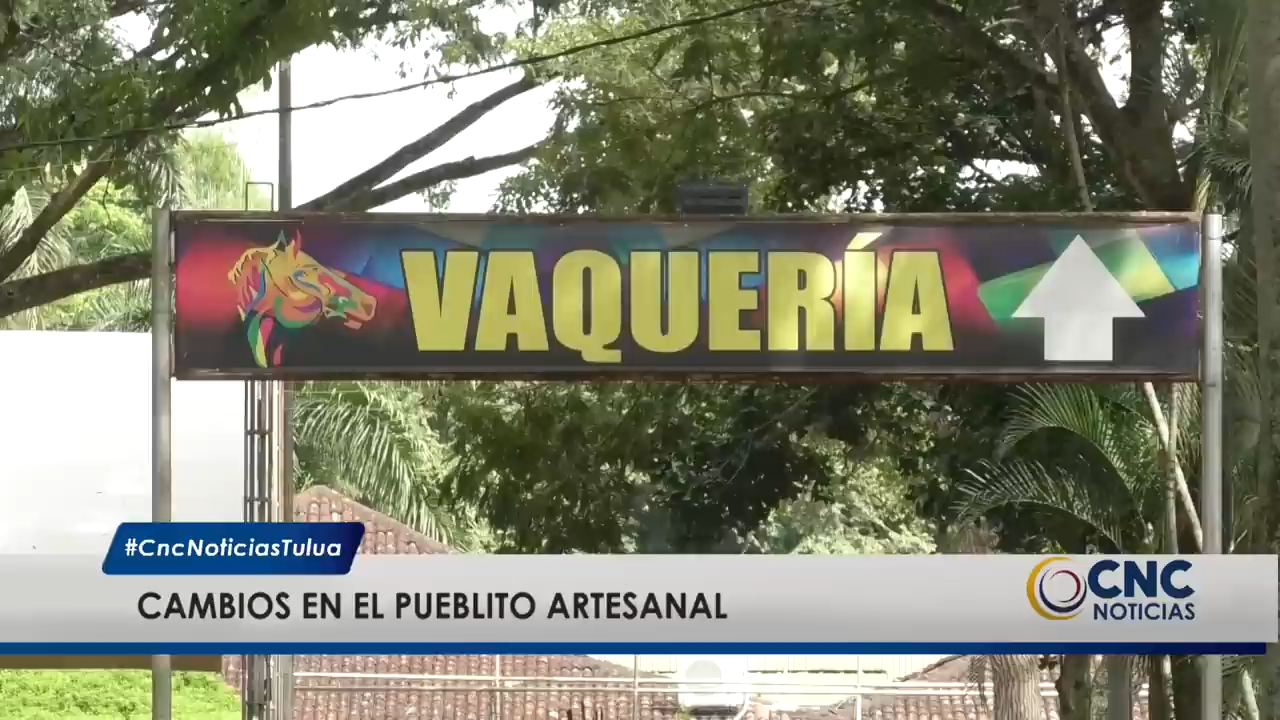 VAQUERÍA
#CncNoticiasTulua
CAMBIOS EN EL PUEBLITO ARTESANAL
CNC
NOTICIAS